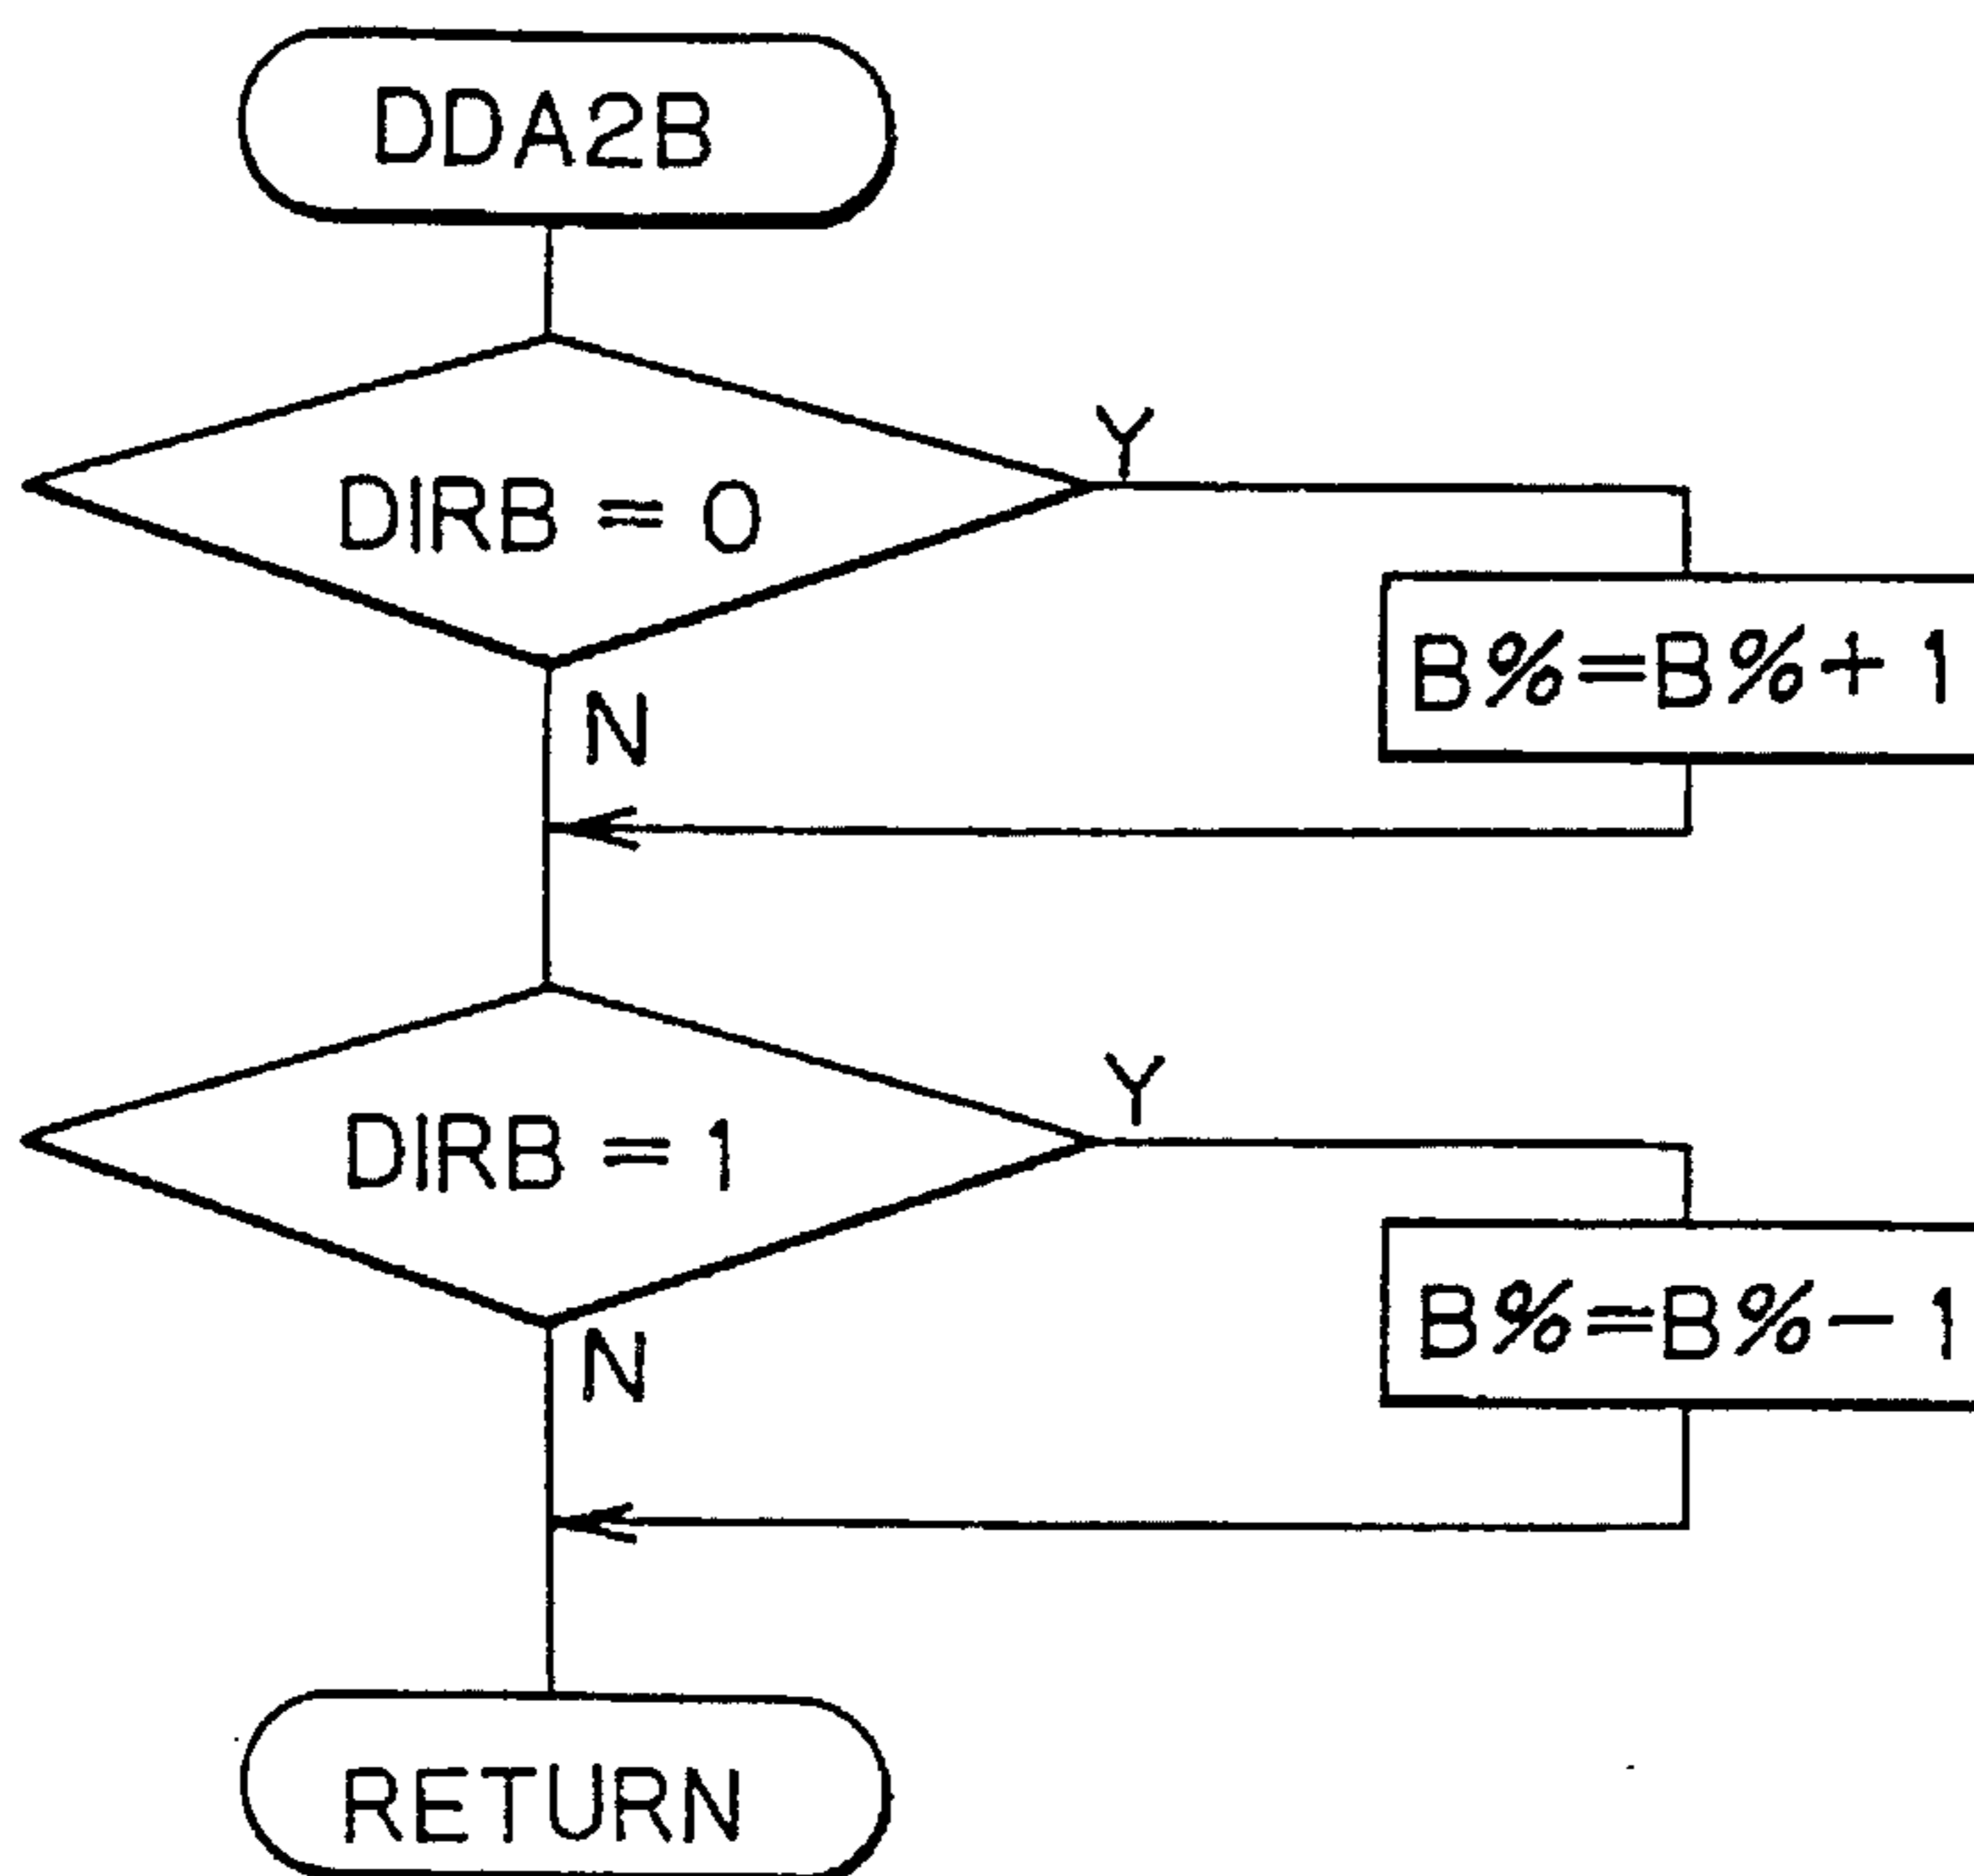 DDA2B
Y
DIRB = 0
B%=B%+1
N
Y
DIRB = 1
B%=B%-1
N
RETURN